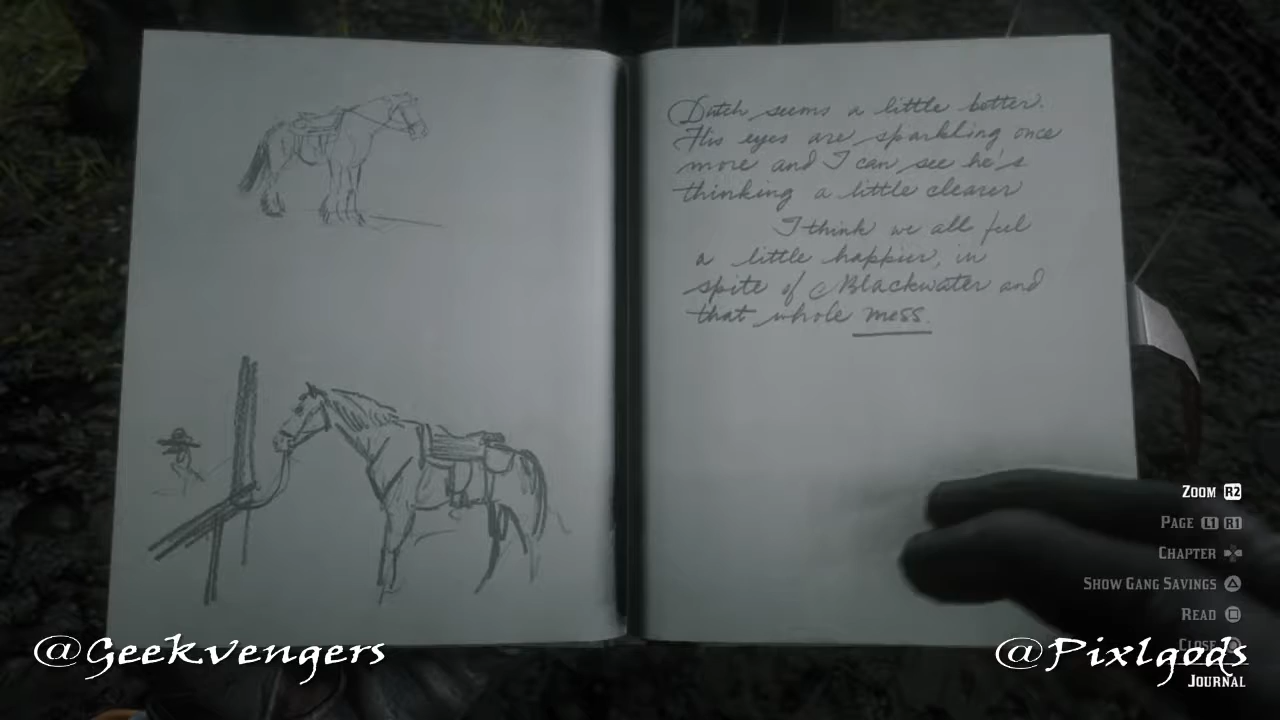 Dutch seems a little better.
His eyes are sparkling once
more and I can see he's
thinking a little clearer
I think we all feel
a little happier, in
spite of Blackwater and
that whole mess.
ZOOM R2
PAGE L1 R1
CHAPTER
SHOW GANG SAVINGS
READ
CLOSE
JOURNAL
@Geekvengers
@Pixlgods